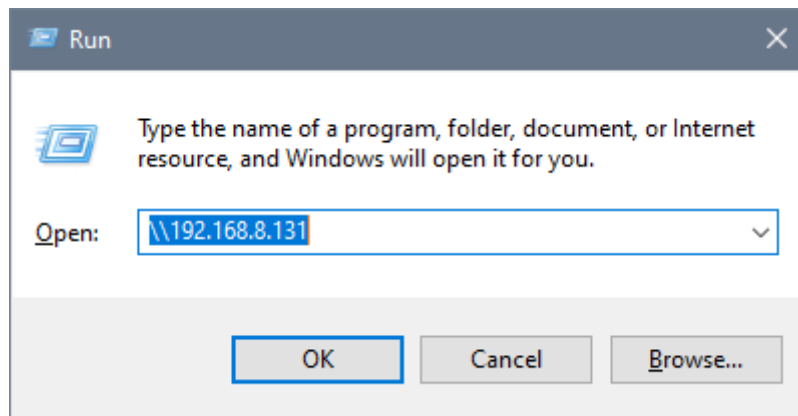 Run
Type the name of a program, folder, document, or Internet
resource, and Windows will open it for you.
Open: \\192.168.8.131
OK Cancel Browse...